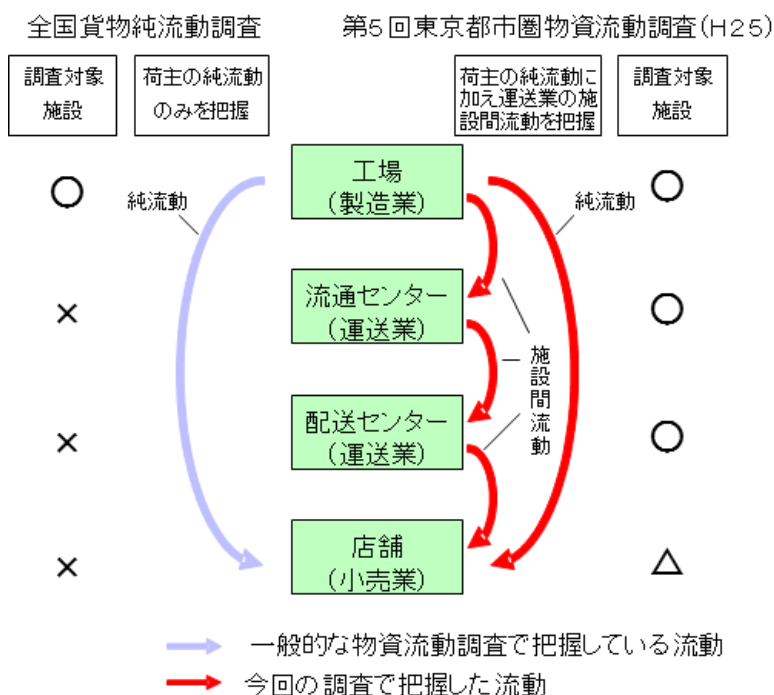 全国貨物純流動調査
第5回東京都市圏物資流動調査(H25)
調査対象
施設
荷主の純流動
のみを把握
荷主の純流動に
加え運送業の施
設間流動を把握
調査対象
施設
○
純流動
工場
(製造業)
純流動
○
×
流通センター
(運送業)
○
施設間流動
×
配送センター
(運送業)
○
×
店舗
(小売業)
△
一般的な物資流動調査で把握している流動
今回の調査で把握した流動